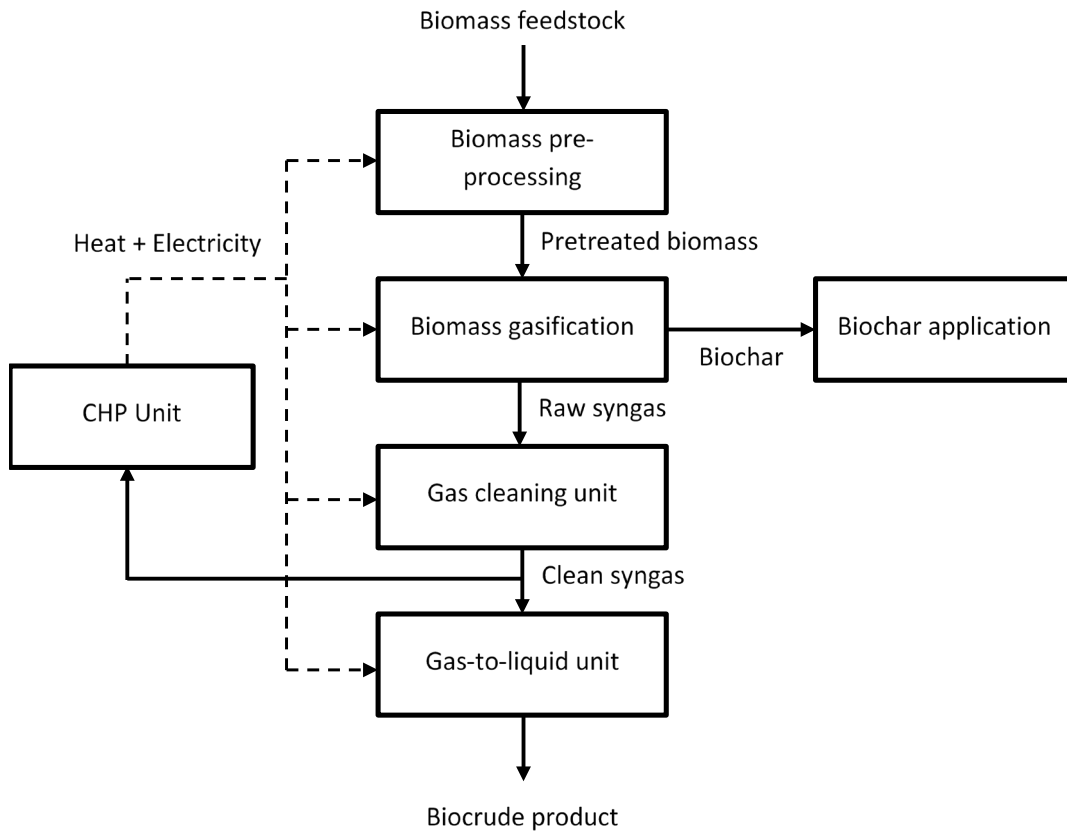 Biomass feedstock
Biomass pre-
processing
Heat + Electricity
Pretreated biomass
Biomass gasification
Biochar application
Biochar
CHP Unit
Raw syngas
Gas cleaning unit
Clean syngas
Gas-to-liquid unit
Biocrude product